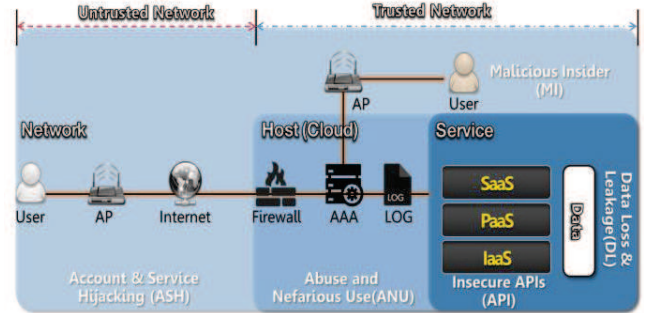 Untrusted Network
Trusted Network
Malicious Insider
(MI)
AP
User
Network
Host (Cloud)
Service
User
AP
Internet
Firewall
AAA
LOG
LOG
SaaS
PaaS
IaaS
Data
Data Loss &
Leakage(DL)
Account & Service
Hijacking (ASH)
Abuse and
Nefarious Use(ANU)
Insecure APIs
(API)